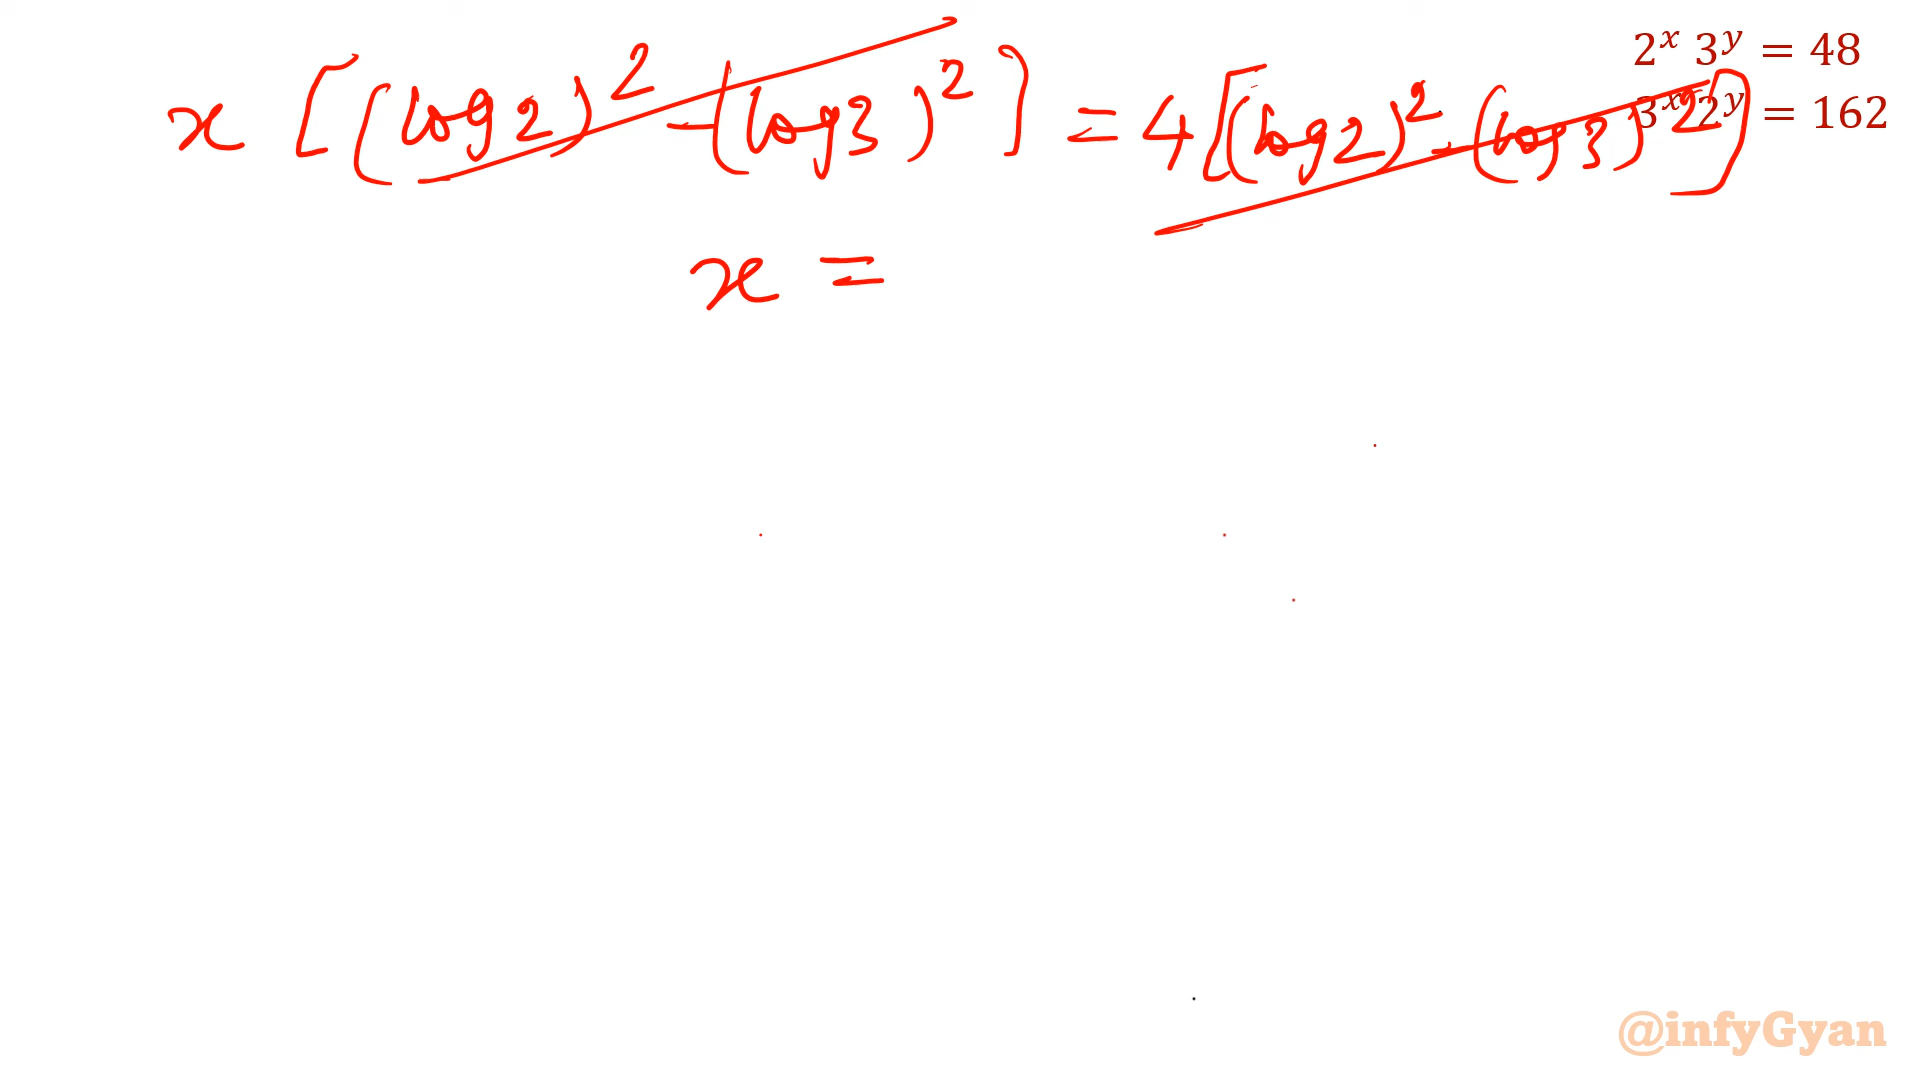 2^x 3^y = 48
3^x 2^y = 162
x [(log 2)^2 - (log 3)^2] = 4[(log 2)^2 - (log 3)^2]
x =
@infyGyan